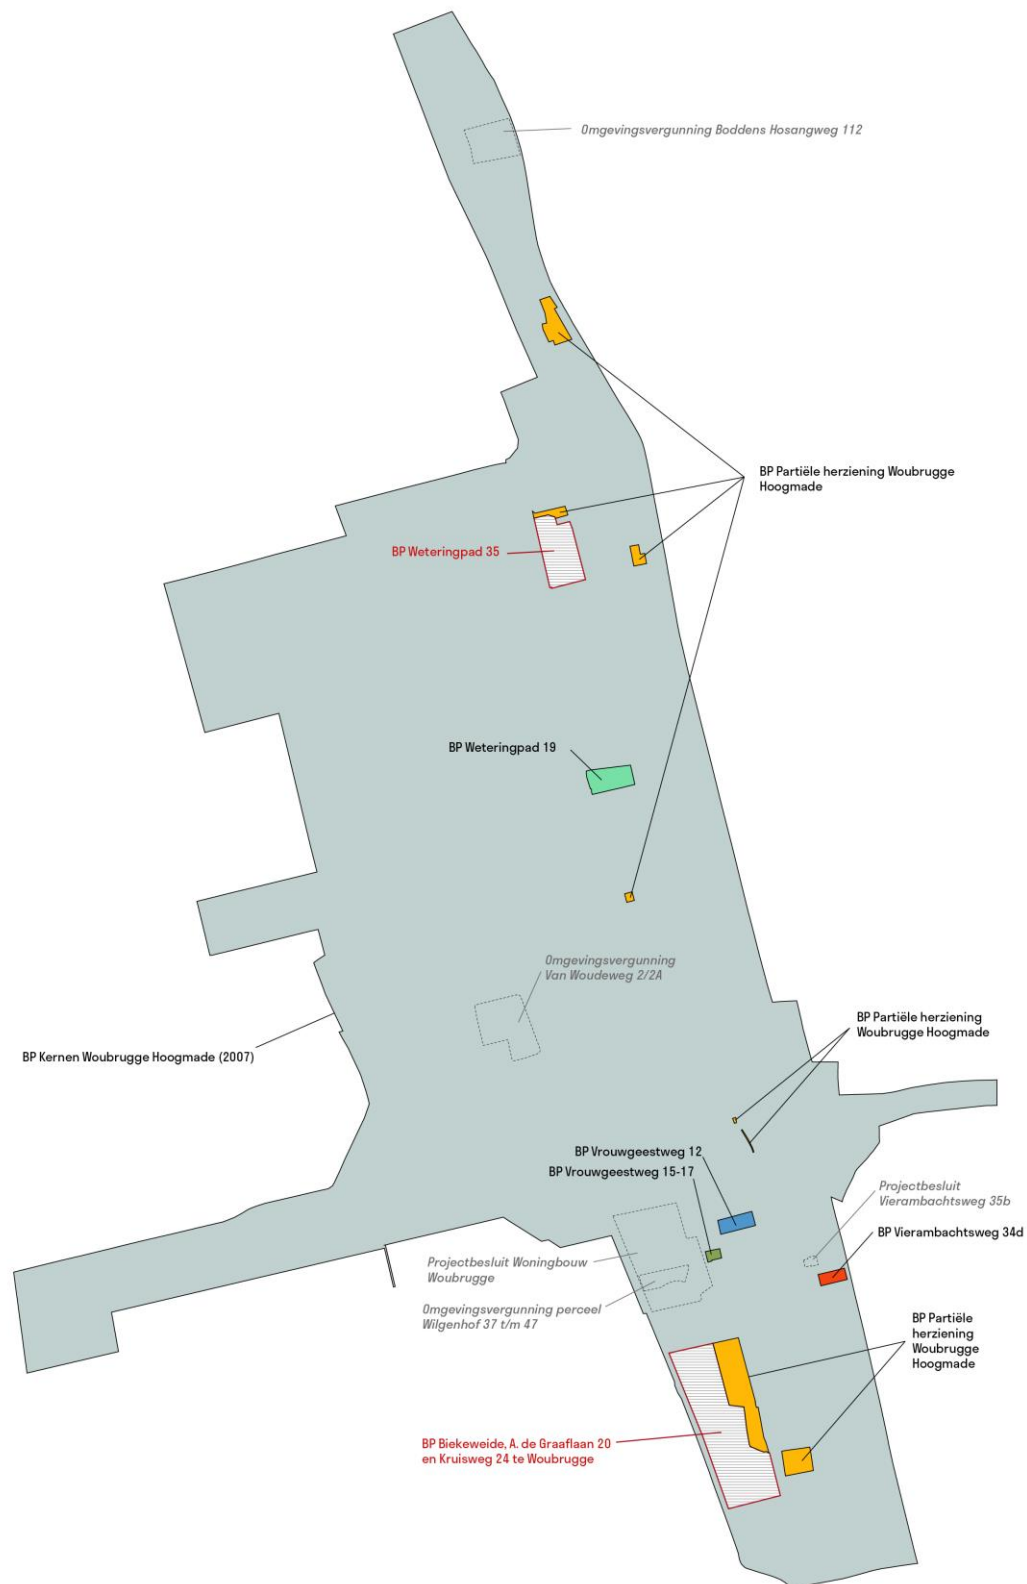 Omgevingsvergunning Boddens Hosangweg 112
BP Partiële herziening Woubrugge
Hoogmade
BP Weteringpad 35
BP Weteringpad 19
Omgevingsvergunning
Van Woudeweg 2/2A
BP Partiële herziening
Woubrugge Hoogmade
BP Kernen Woubrugge Hoogmade (2007)
BP Vrouwgeestweg 12
BP Vrouwgeestweg 15-17
Projectbesluit
Vierambachtsweg 35b
BP Vierambachtsweg 34d
Projectbesluit Woningbouw
Woubrugge
Omgevingsvergunning perceel
Wilgenhof 37 t/m 47
BP Partiële
herziening
Woubrugge
Hoogmade
BP Biekeweide, A. de Graaflaan 20
en Kruisweg 24 te Woubrugge